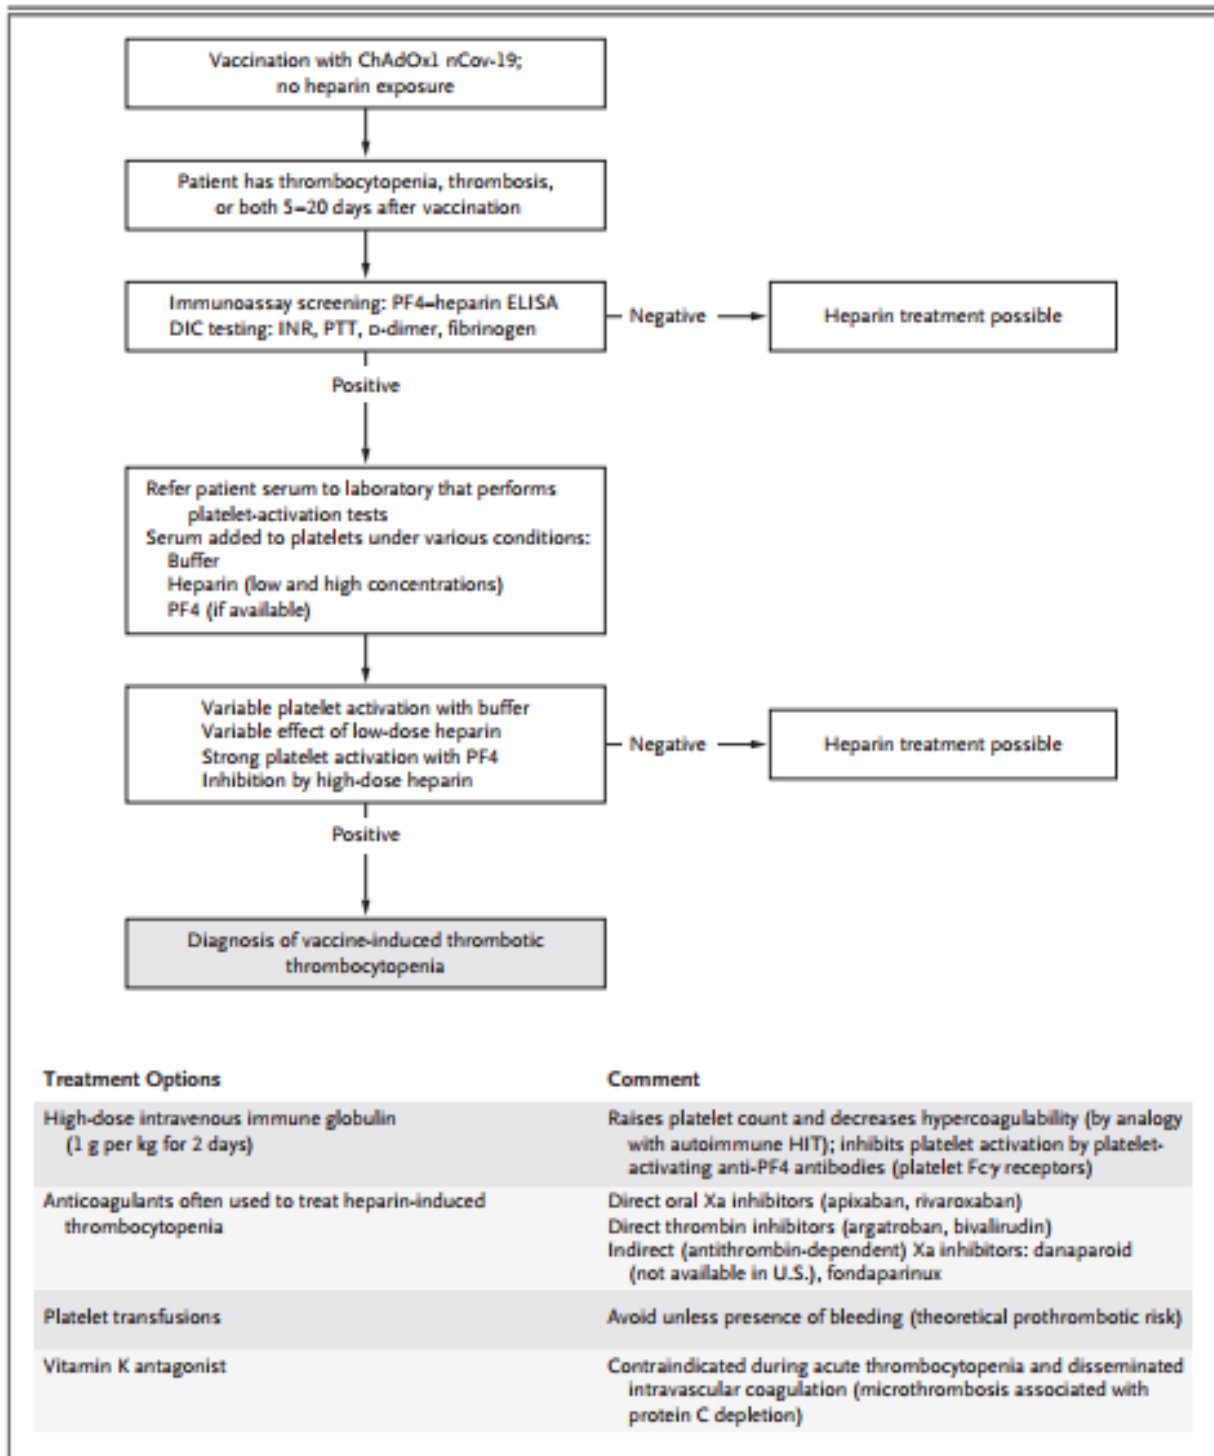 Vaccination with ChAdOx1 nCov-19;
no heparin exposure
Patient has thrombocytopenia, thrombosis,
or both 5–20 days after vaccination
Immunoassay screening: PF4–heparin ELISA
DIC testing: INR, PTT, D-dimer, fibrinogen
Negative
Heparin treatment possible
Positive
Refer patient serum to laboratory that performs
platelet-activation tests
Serum added to platelets under various conditions:
Buffer
Heparin (low and high concentrations)
PF4 (if available)
Variable platelet activation with buffer
Variable effect of low-dose heparin
Strong platelet activation with PF4
Inhibition by high-dose heparin
Negative
Heparin treatment possible
Positive
Diagnosis of vaccine-induced thrombotic
thrombocytopenia
Treatment Options
Comment
High-dose intravenous immune globulin
(1 g per kg for 2 days)
Raises platelet count and decreases hypercoagulability (by analogy
with autoimmune HIT); inhibits platelet activation by platelet-
activating anti-PF4 antibodies (platelet Fcγ receptors)
Anticoagulants often used to treat heparin-induced
thrombocytopenia
Direct oral Xa inhibitors (apixaban, rivaroxaban)
Direct thrombin inhibitors (argatroban, bivalirudin)
Indirect (antithrombin-dependent) Xa inhibitors: danaparoid
(not available in U.S.), fondaparinux
Platelet transfusions
Avoid unless presence of bleeding (theoretical prothrombotic risk)
Vitamin K antagonist
Contraindicated during acute thrombocytopenia and disseminated
intravascular coagulation (microthrombosis associated with
protein C depletion)